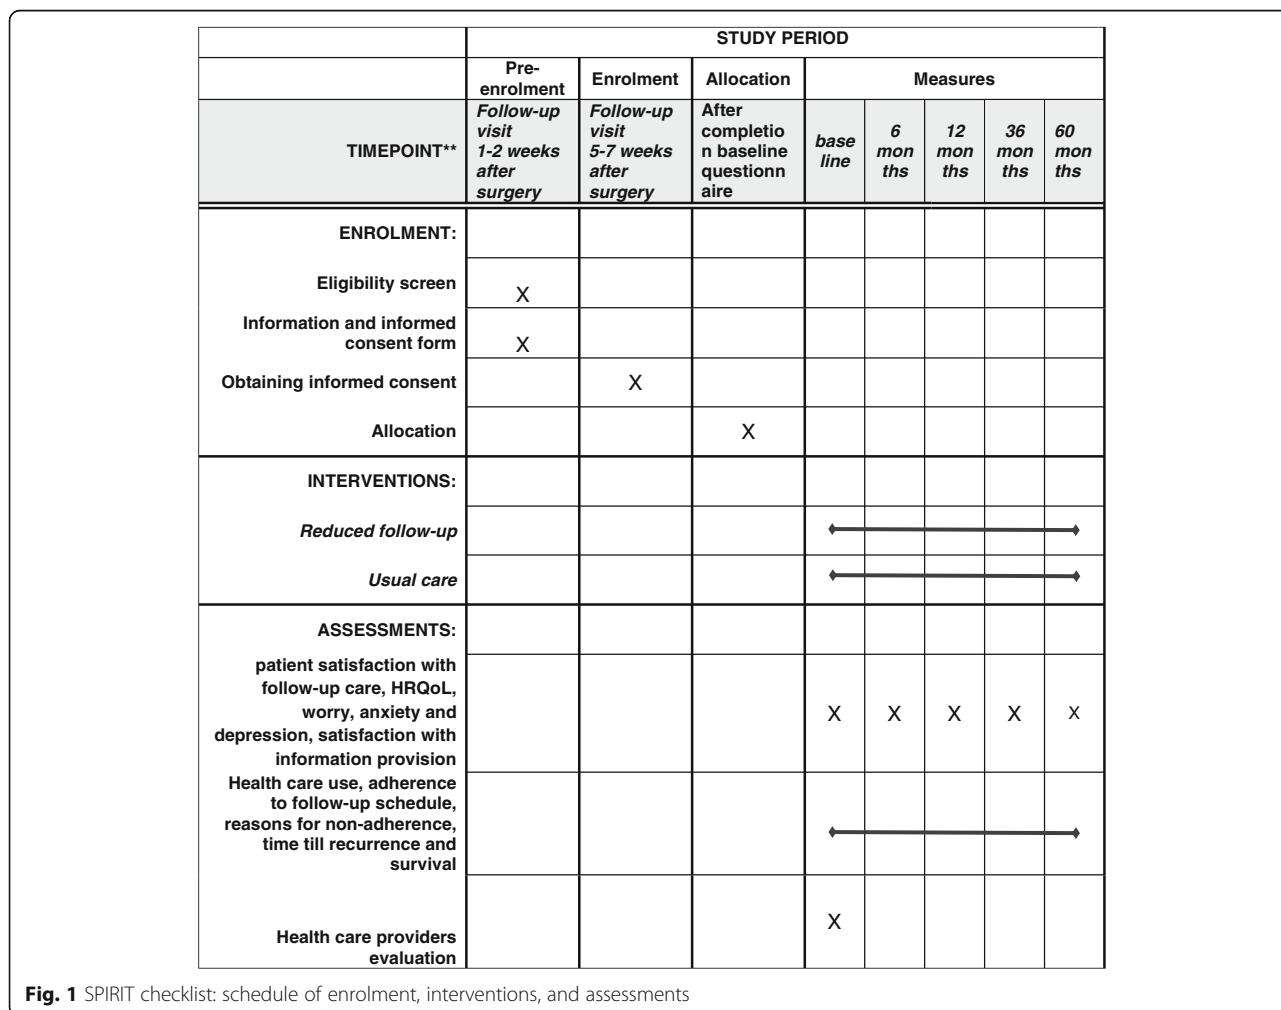 STUDY PERIOD
Pre-
enrolment
Enrolment
Allocation
Measures
TIMEPOINT**
Follow-up
visit
1-2 weeks
after
surgery
Follow-up
visit
5-7 weeks
after
surgery
After
completio
n baseline
questionn
aire
base
line
6
mon
ths
12
mon
ths
36
mon
ths
60
mon
ths
ENROLMENT:
Eligibility screen
X
Information and informed
consent form
X
Obtaining informed consent
X
Allocation
X
INTERVENTIONS:
Reduced follow-up
Usual care
ASSESSMENTS:
patient satisfaction with
follow-up care, HRQoL,
worry, anxiety and
depression, satisfaction with
information provision
X X X X X
Health care use, adherence
to follow-up schedule,
reasons for non-adherence,
time till recurrence and
survival
Health care providers
evaluation
X
Fig. 1 SPIRIT checklist: schedule of enrolment, interventions, and assessments